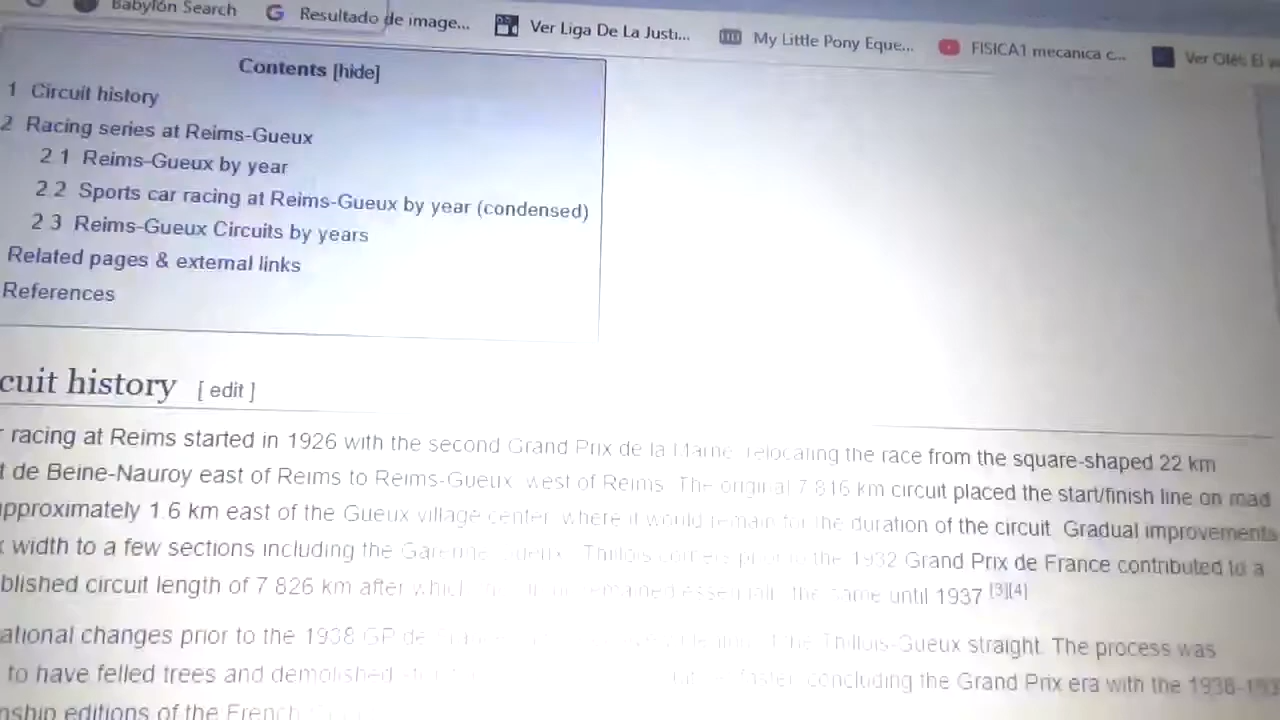 Babylon Search Resultado de image... Ver Liga De La Justi... My Little Pony Eque... FISICA1 mecanica c... Ver Olé: El
Contents [hide]
1 Circuit history
2 Racing series at Reims-Gueux
2 1 Reims-Gueux by year
2 2 Sports car racing at Reims-Gueux by year (condensed)
2 3 Reims-Gueux Circuits by years
Related pages & external links
References
cuit history [ edit ]
r racing at Reims started in 1926 with the second Grand Prix de la Marne relocating the race from the square-shaped 22 km
t de Beine-Nauroy east of Reims to Reims-Gueux west of Reims The original 7 816 km circuit placed the start/finish line on road
pproximately 1.6 km east of the Gueux village center where it would remain for the duration of the circuit Gradual improvements
k width to a few sections including the Garenne Gueux Thillois corners prior to the 1932 Grand Prix de France contributed to a
blished circuit length of 7 826 km after which remained essentially the same until 1937 [3][4]
ational changes prior to the 1938 GP de the Thillois-Gueux straight. The process was
to have felled trees and demolished faster concluding the Grand Prix era with the 1938-193
nship editions of the French